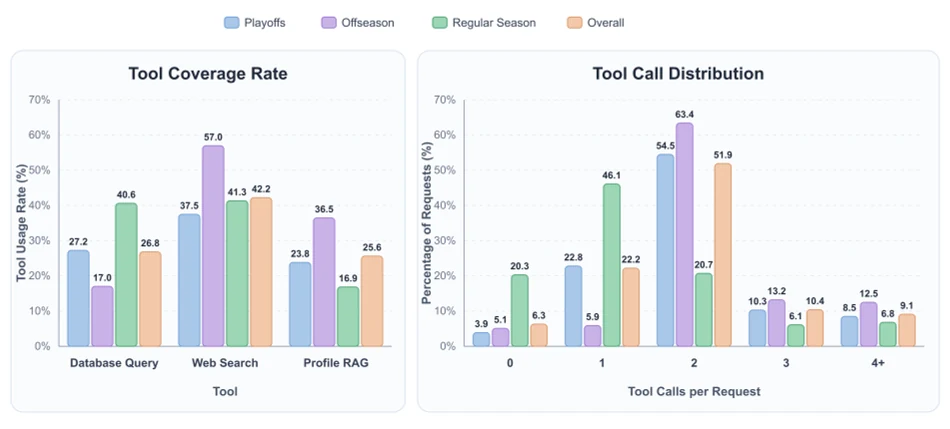 Playoffs Offseason Regular Season Overall
Tool Coverage Rate
Tool Usage Rate (%)
70%
60%
50%
40%
30%
20%
10%
0%
27.2 17.0 40.6 26.8
37.5 57.0 41.3 42.2
23.8 36.5 16.9 25.6
Database Query Web Search Profile RAG
Tool
Tool Call Distribution
Percentage of Requests (%)
70%
60%
50%
40%
30%
20%
10%
0%
3.9 5.1 20.3 6.3
22.8 5.9 46.1 22.2
54.5 63.4 20.7 51.9
10.3 13.2 6.1 10.4
8.5 12.5 6.8 9.1
0 1 2 3 4+
Tool Calls per Request